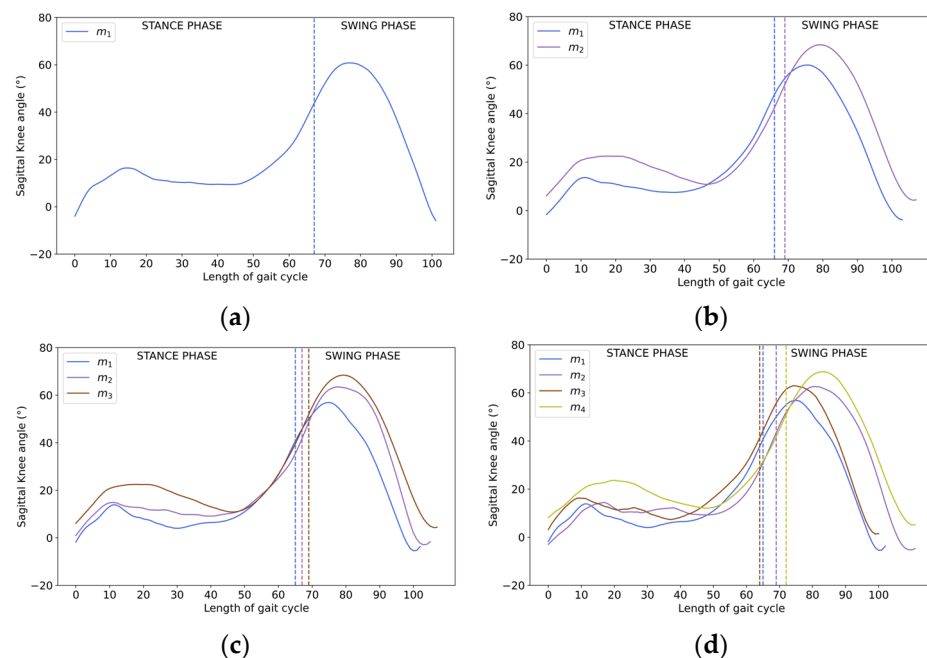 80
STANCE PHASE SWING PHASE
m1
60
40
20
0
−20
Sagittal Knee angle (°)
0 10 20 30 40 50 60 70 80 90 100
Length of gait cycle
(a)
80
STANCE PHASE SWING PHASE
m1
m2
60
40
20
0
−20
Sagittal Knee angle (°)
0 10 20 30 40 50 60 70 80 90 100
Length of gait cycle
(b)
80
STANCE PHASE SWING PHASE
m1
m2
m3
60
40
20
0
−20
Sagittal Knee angle (°)
0 10 20 30 40 50 60 70 80 90 100
Length of gait cycle
(c)
80
STANCE PHASE SWING PHASE
m1
m2
m3
m4
60
40
20
0
−20
Sagittal Knee angle (°)
0 10 20 30 40 50 60 70 80 90 100
Length of gait cycle
(d)